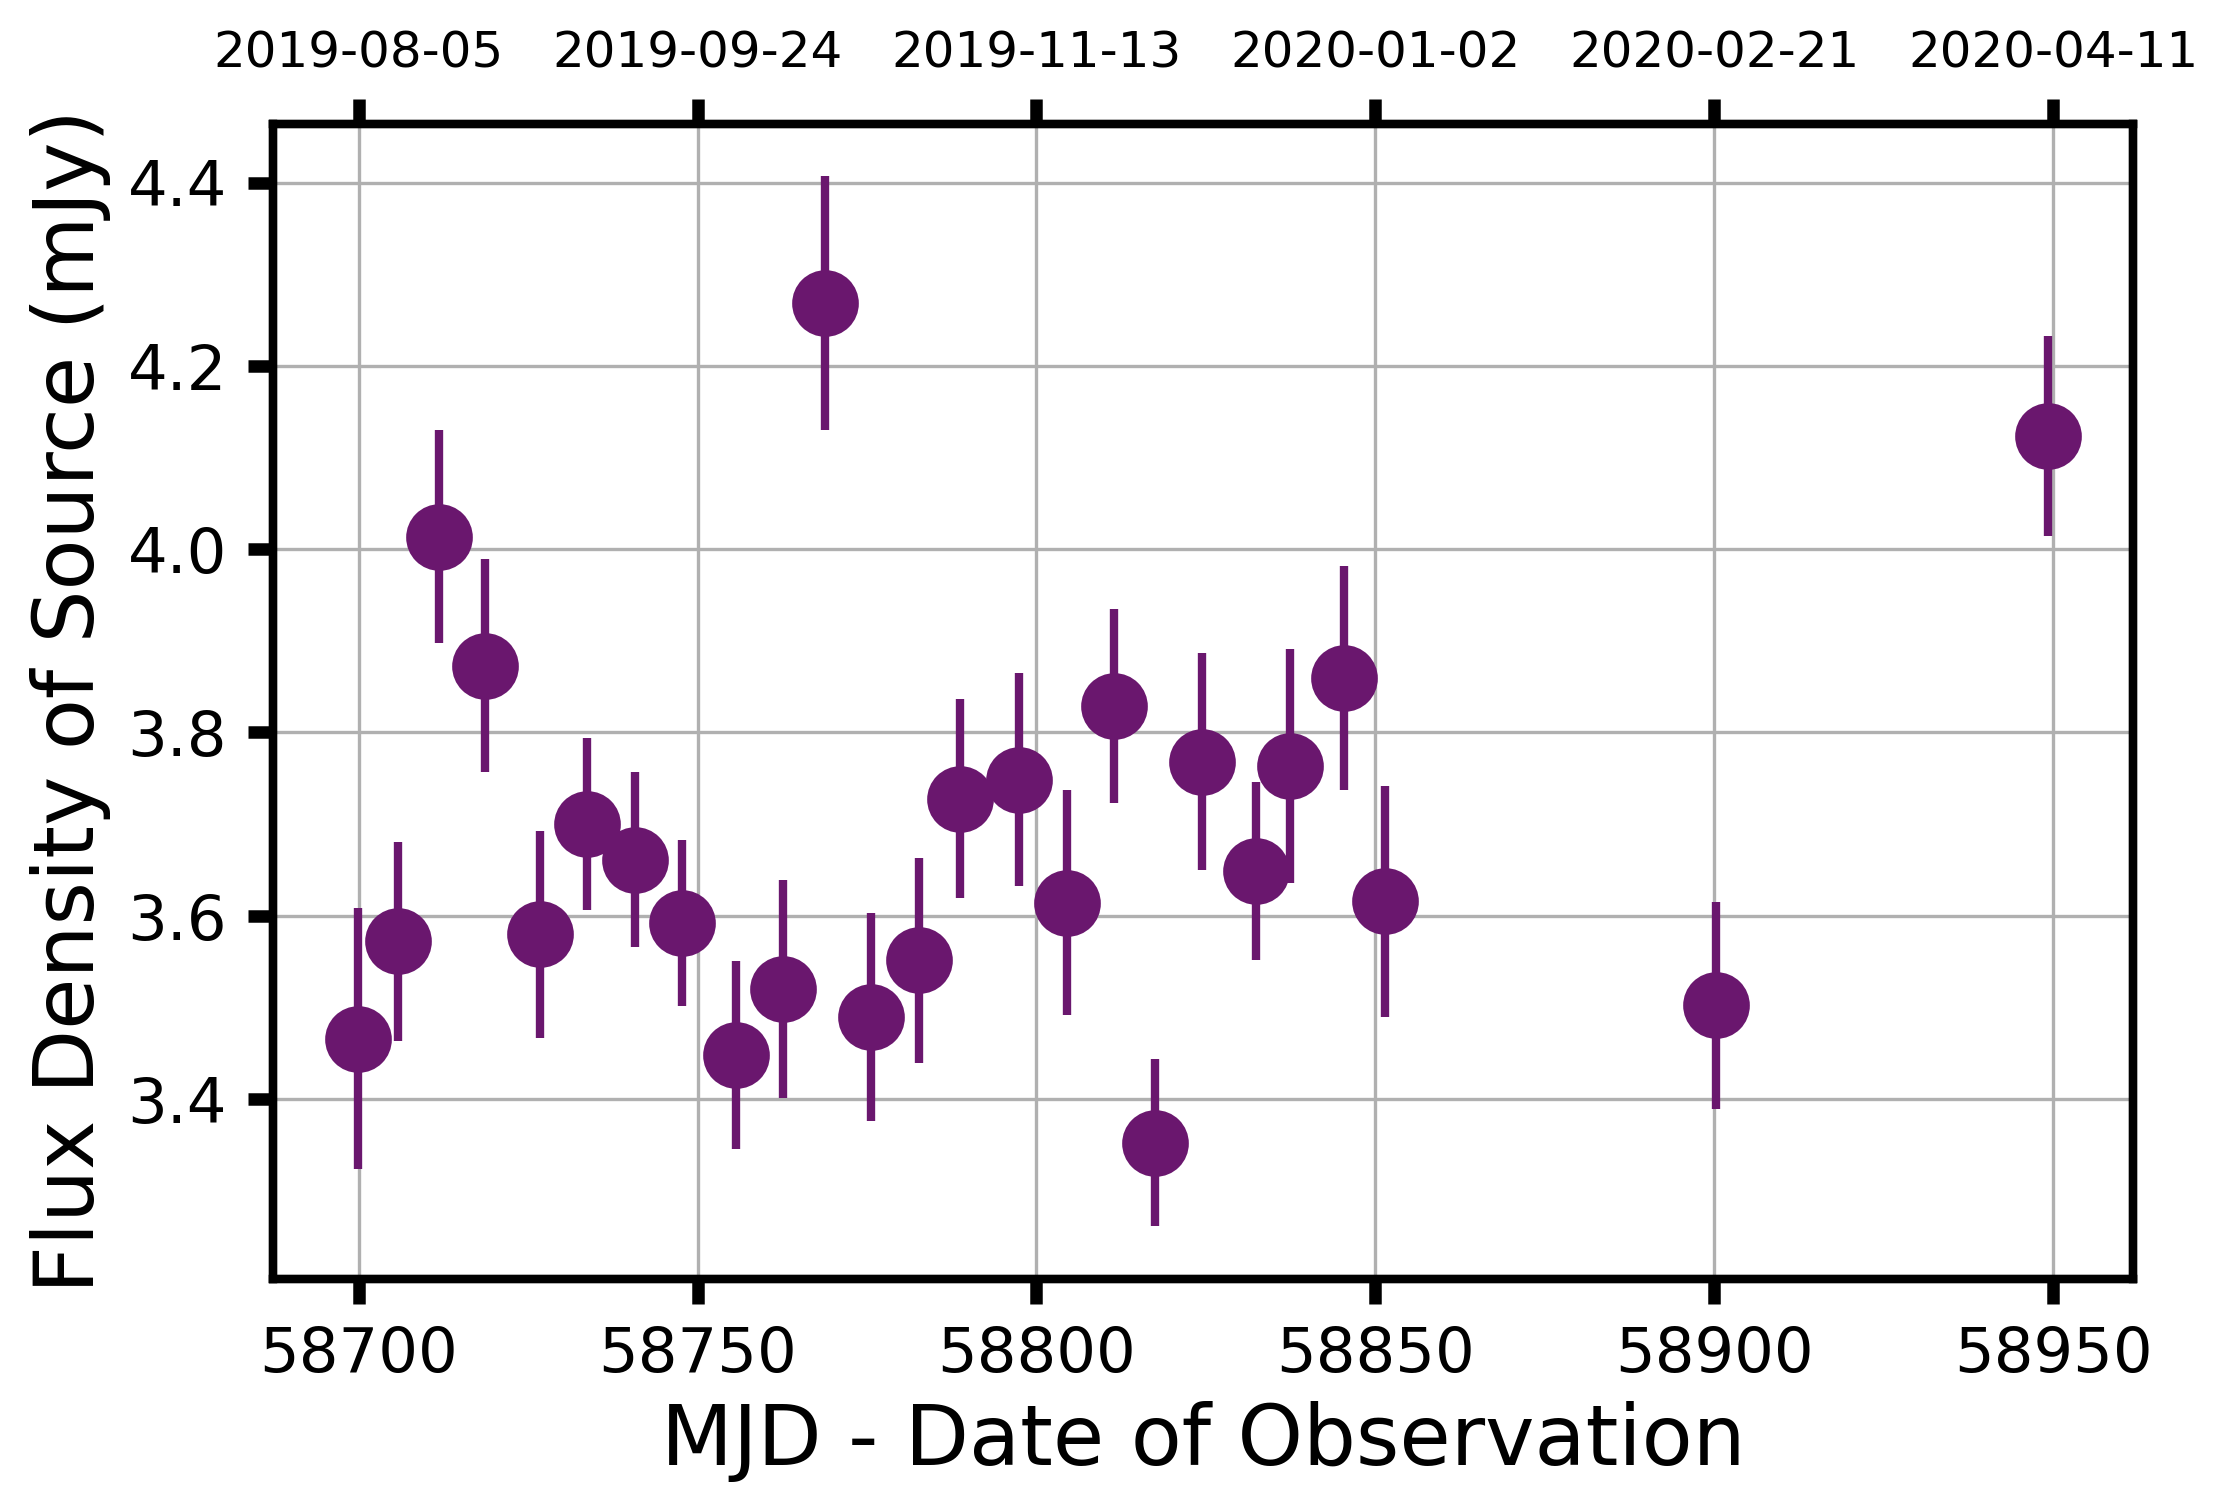 2019-08-05 2019-09-24 2019-11-13 2020-01-02 2020-02-21 2020-04-11
Flux Density of Source (mJy)
4.4
4.2
4.0
3.8
3.6
3.4
58700 58750 58800 58850 58900 58950
MJD - Date of Observation